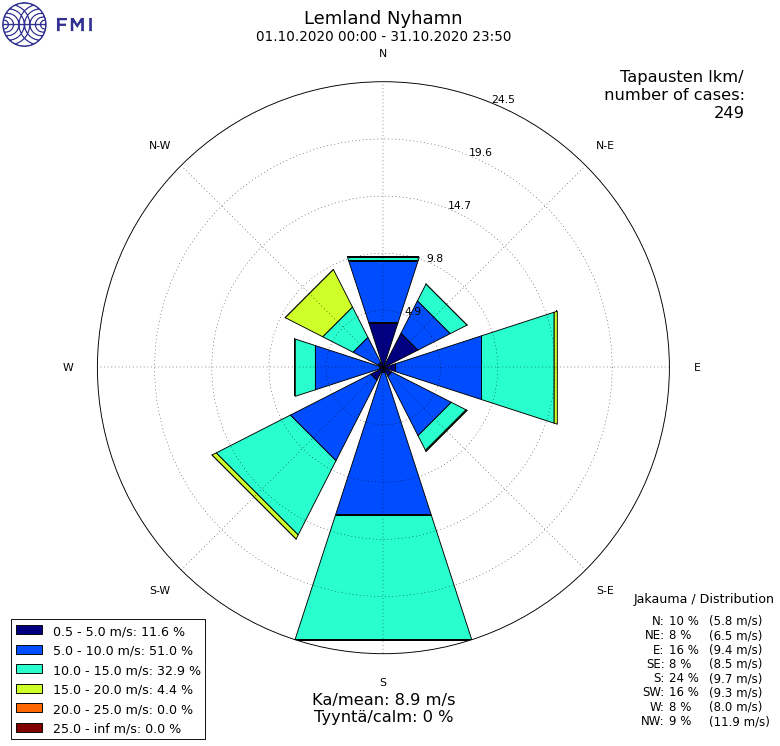 FMI
Lemland Nyhamn
01.10.2020 00:00 - 31.10.2020 23:50
N
Tapausten lkm/
number of cases:
249
24.5
19.6
14.7
9.8
4.9
N-W
N-E
W
E
S-W
S-E
S
0.5 - 5.0 m/s: 11.6 %
5.0 - 10.0 m/s: 51.0 %
10.0 - 15.0 m/s: 32.9 %
15.0 - 20.0 m/s: 4.4 %
20.0 - 25.0 m/s: 0.0 %
25.0 - inf m/s: 0.0 %
Ka/mean: 8.9 m/s
Tyyntä/calm: 0 %
Jakauma / Distribution
N: 10 % (5.8 m/s)
NE: 8 % (6.5 m/s)
E: 16 % (9.4 m/s)
SE: 8 % (8.5 m/s)
S: 24 % (9.7 m/s)
SW: 16 % (9.3 m/s)
W: 8 % (8.0 m/s)
NW: 9 % (11.9 m/s)